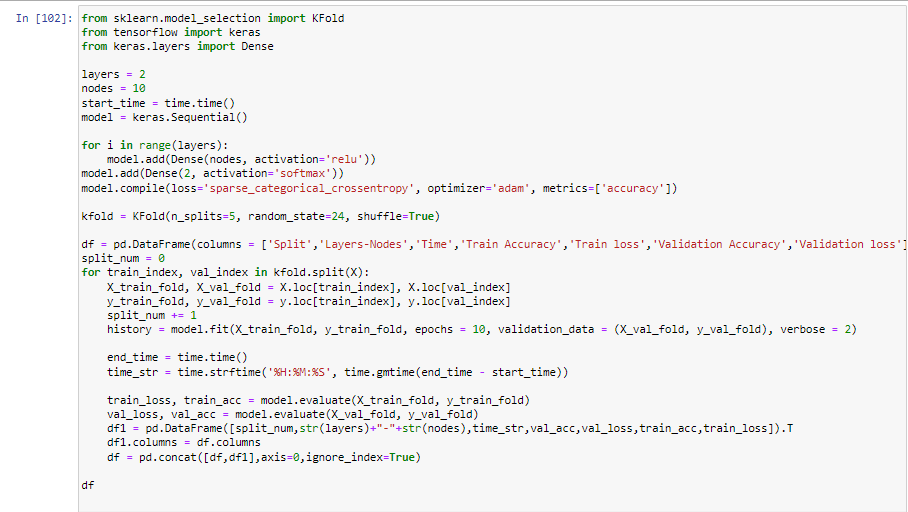 In [102]: from sklearn.model_selection import KFold
from tensorflow import keras
from keras.layers import Dense
layers = 2
nodes = 10
start_time = time.time()
model = keras.Sequential()
for i in range(layers):
    model.add(Dense(nodes, activation='relu'))
model.add(Dense(2, activation='softmax'))
model.compile(loss='sparse_categorical_crossentropy', optimizer='adam', metrics=['accuracy'])
kfold = KFold(n_splits=5, random_state=24, shuffle=True)
df = pd.DataFrame(columns = ['Split','Layers-Nodes','Time','Train Accuracy','Train loss','Validation Accuracy','Validation loss']
split_num = 0
for train_index, val_index in kfold.split(X):
    X_train_fold, X_val_fold = X.loc[train_index], X.loc[val_index]
    y_train_fold, y_val_fold = y.loc[train_index], y.loc[val_index]
    split_num += 1
    history = model.fit(X_train_fold, y_train_fold, epochs = 10, validation_data = (X_val_fold, y_val_fold), verbose = 2)
    end_time = time.time()
    time_str = time.strftime('%H:%M:%S', time.gmtime(end_time - start_time))
    train_loss, train_acc = model.evaluate(X_train_fold, y_train_fold)
    val_loss, val_acc = model.evaluate(X_val_fold, y_val_fold)
    df1 = pd.DataFrame([split_num,str(layers)+"-"+str(nodes),time_str,val_acc,val_loss,train_acc,train_loss]).T
    df1.columns = df.columns
    df = pd.concat([df,df1],axis=0,ignore_index=True)
df